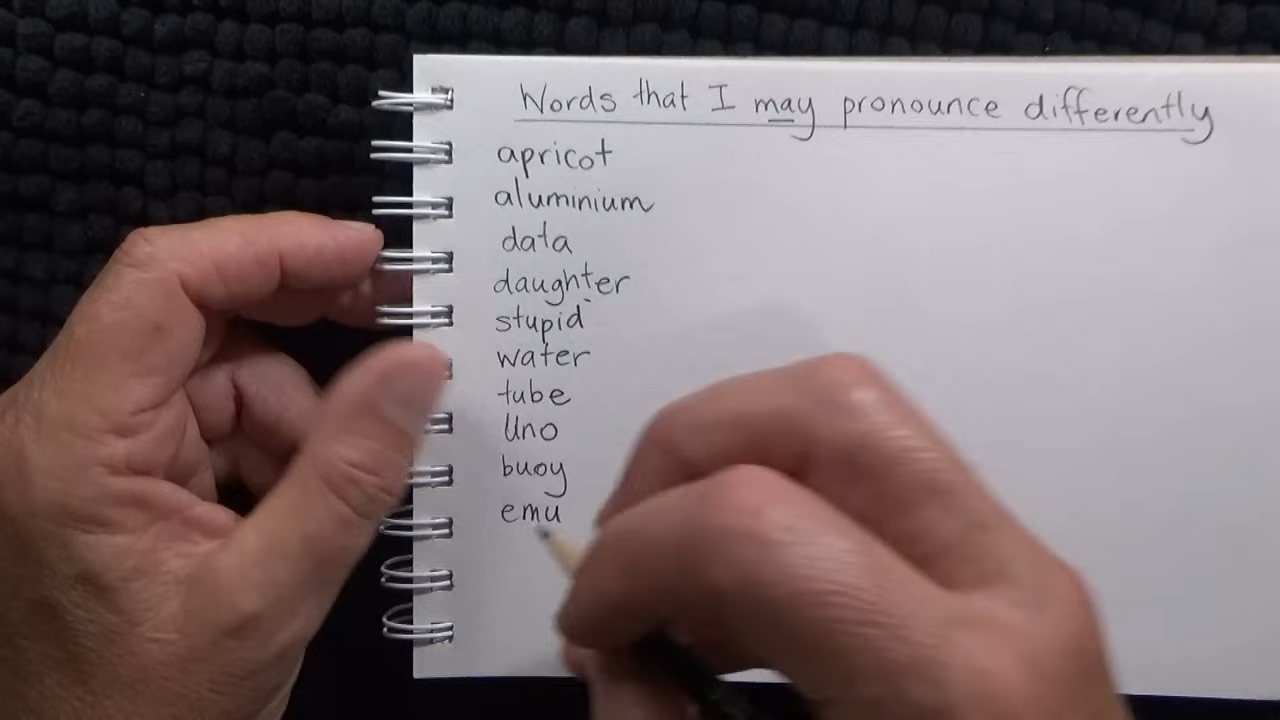 Words that I may pronounce differently
apricot
aluminium
data
daughter
stupid
water
tube
Uno
buoy
emu